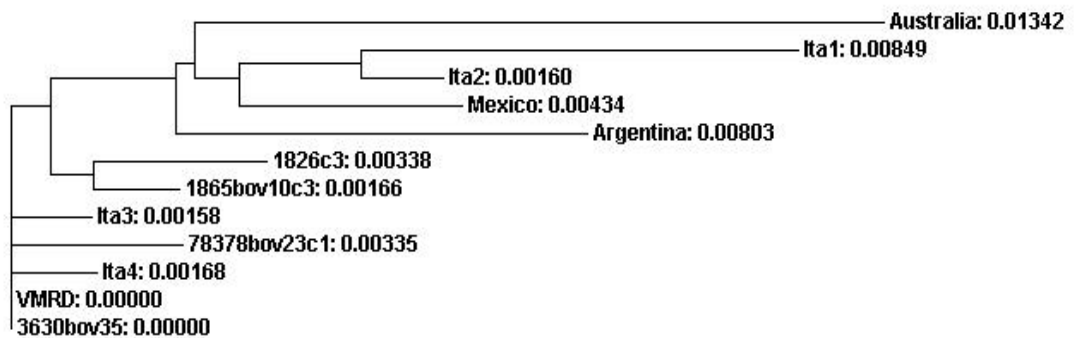 Australia: 0.01342
Ita1: 0.00849
Ita2: 0.00160
Mexico: 0.00434
Argentina: 0.00803
1826c3: 0.00338
1865bov10c3: 0.00166
Ita3: 0.00158
78378bov23c1: 0.00335
Ita4: 0.00168
VMRD: 0.00000
3630bov35: 0.00000